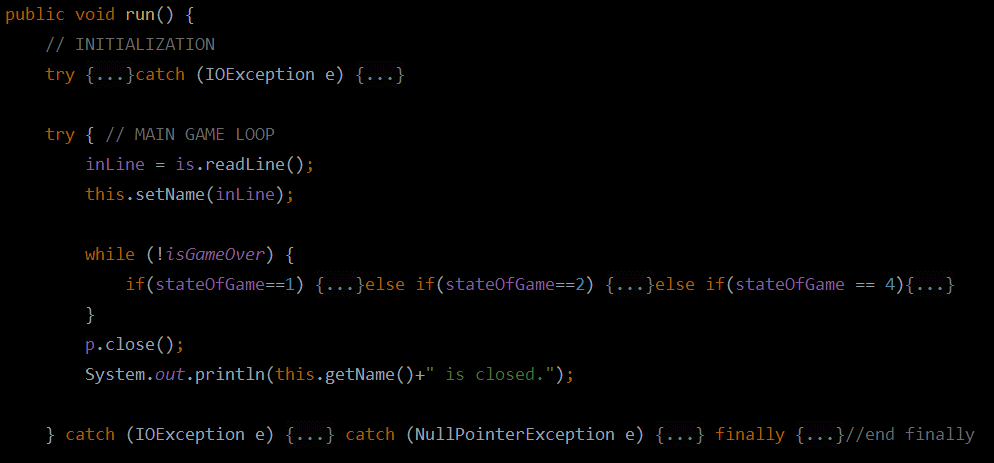 public void run() {
// INITIALIZATION
try {...}catch (IOException e) {...}
try { // MAIN GAME LOOP
inLine = is.readLine();
this.setName(inLine);
while (!isGameOver) {
if(stateOfGame==1) {...}else if(stateOfGame==2) {...}else if(stateOfGame == 4){...}
}
p.close();
System.out.println(this.getName()+" is closed.");
} catch (IOException e) {...} catch (NullPointerException e) {...} finally {...}//end finally